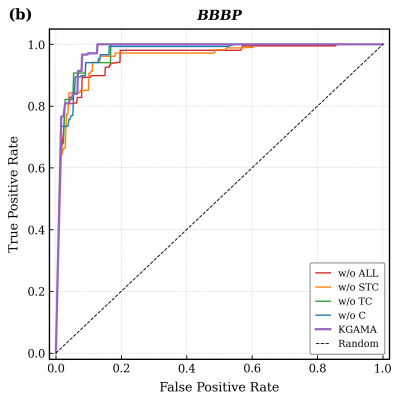 (b) BBBP
True Positive Rate
1.0
0.8
0.6
0.4
0.2
0.0
0.0 0.2 0.4 0.6 0.8 1.0
False Positive Rate
w/o ALL
w/o STC
w/o TC
w/o C
KGAMA
Random